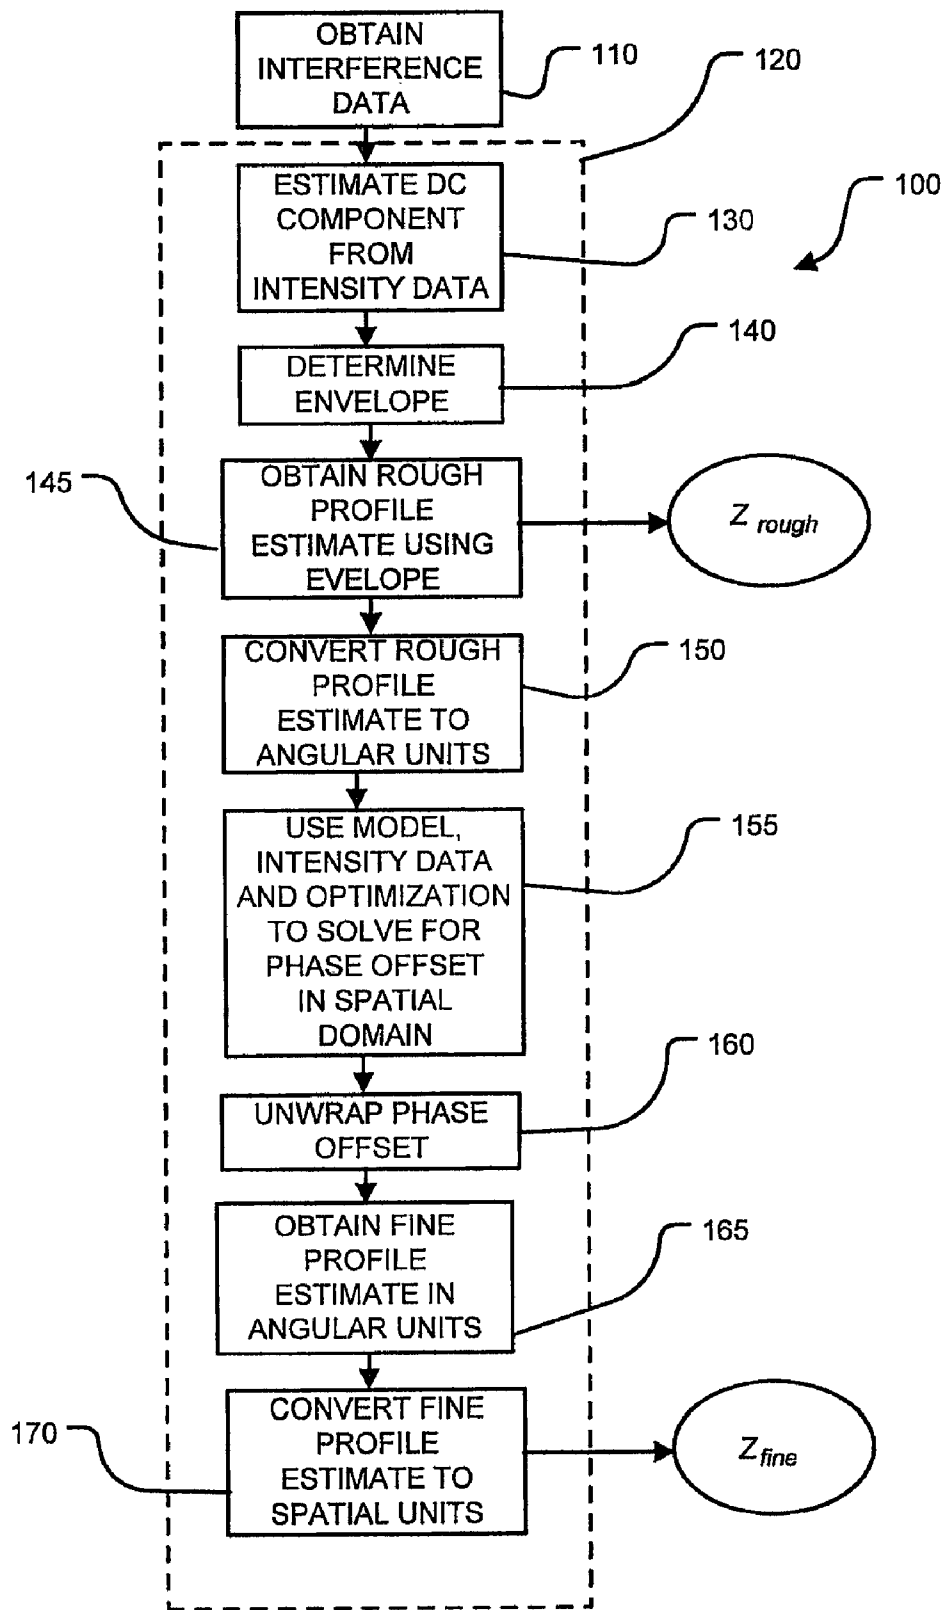 OBTAIN
INTERFERENCE
DATA
110
120
ESTIMATE DC
COMPONENT
FROM
INTENSITY DATA
130
100
DETERMINE
ENVELOPE
140
145
OBTAIN ROUGH
PROFILE
ESTIMATE USING
EVELOPE
Z rough
CONVERT ROUGH
PROFILE
ESTIMATE TO
ANGULAR UNITS
150
USE MODEL,
INTENSITY DATA
AND OPTIMIZATION
TO SOLVE FOR
PHASE OFFSET
IN SPATIAL
DOMAIN
155
UNWRAP PHASE
OFFSET
160
OBTAIN FINE
PROFILE
ESTIMATE IN
ANGULAR UNITS
165
170
CONVERT FINE
PROFILE
ESTIMATE TO
SPATIAL UNITS
Z fine